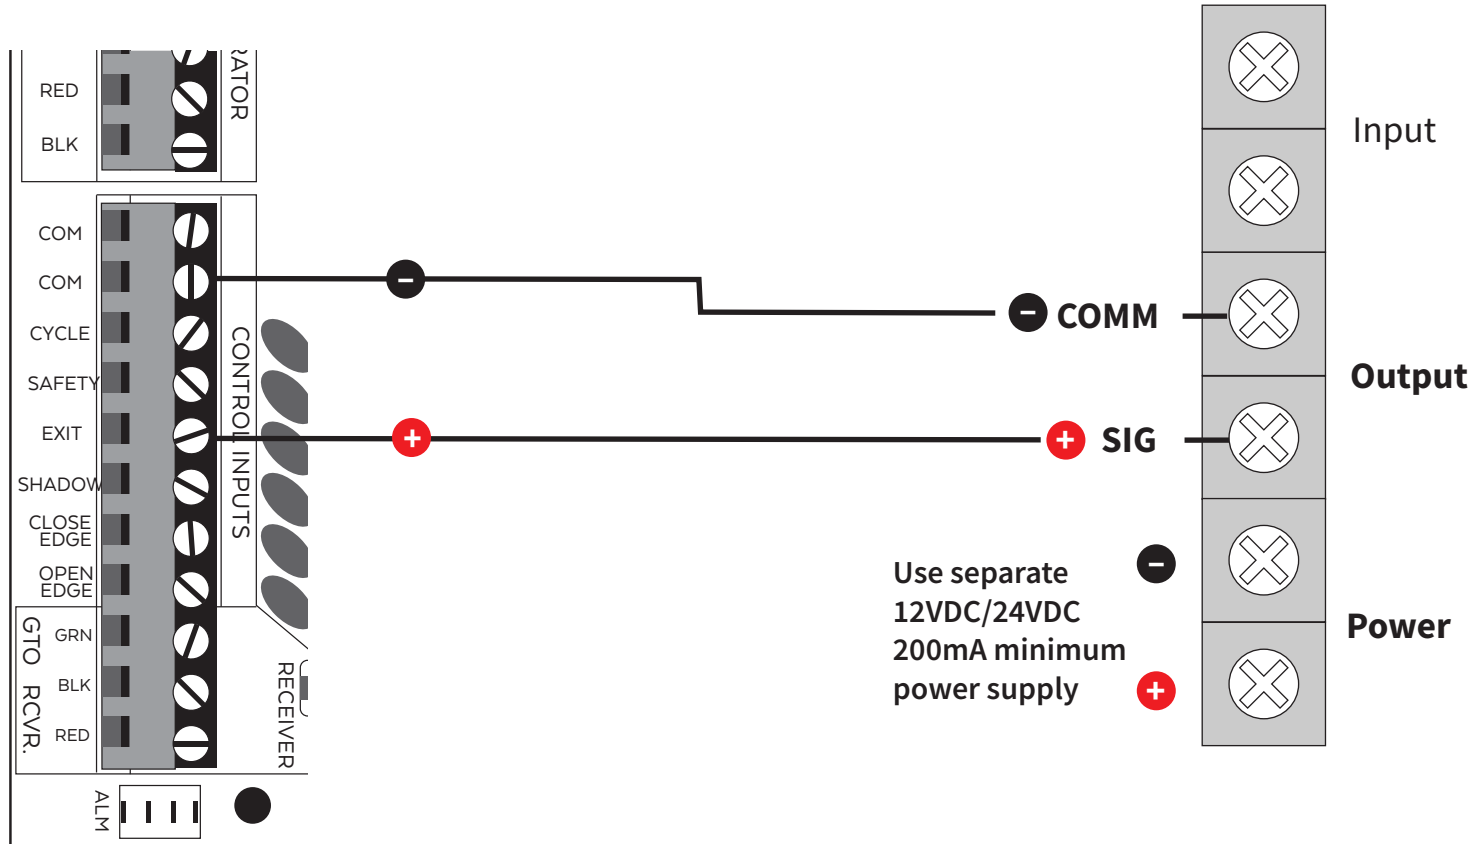 RED
BLK
RATOR
COM
COM
CYCLE
SAFETY
EXIT
SHADOW
CLOSE
EDGE
OPEN
EDGE
CONTROL INPUTS
GTO RCVR.
GRN
BLK
RED
RECEIVER
ALM
-
+
- COMM
+ SIG
Use separate
12VDC/24VDC
200mA minimum
power supply
-
+
Input
Output
Power